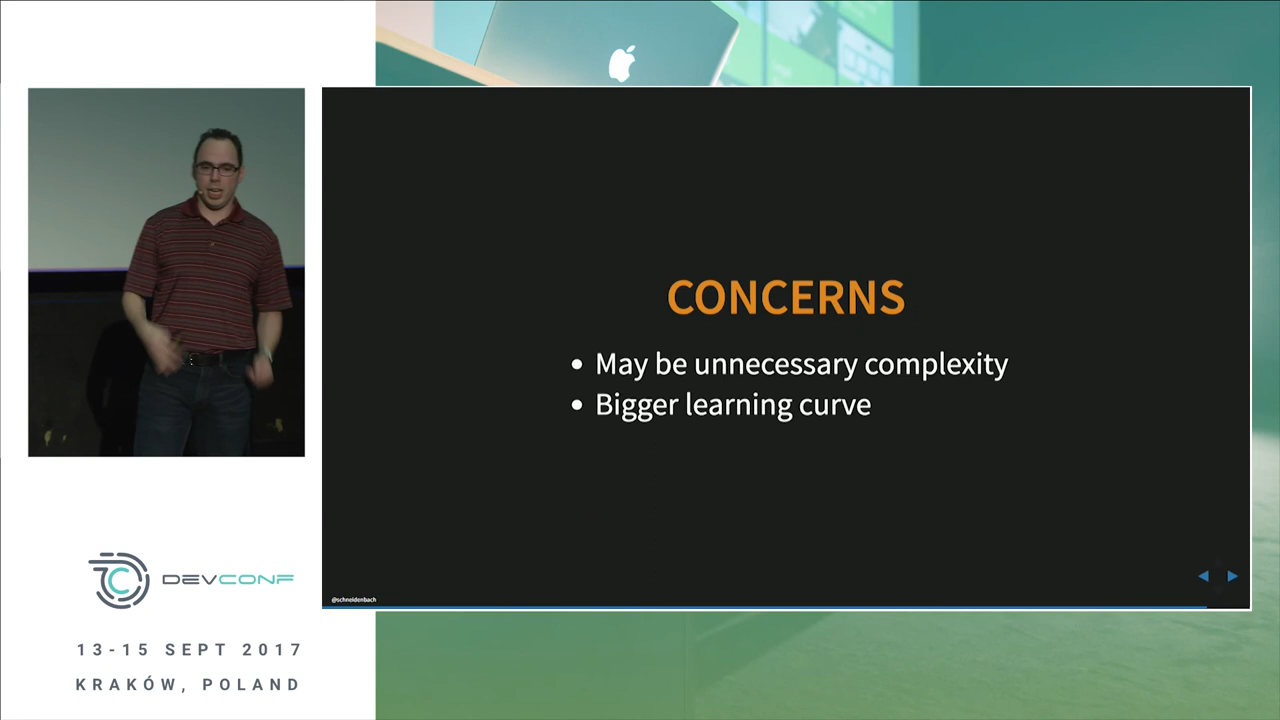 CONCERNS
• May be unnecessary complexity
• Bigger learning curve
@schneidenbach
DEVCONF
13-15 SEPT 2017
KRAKÓW, POLAND